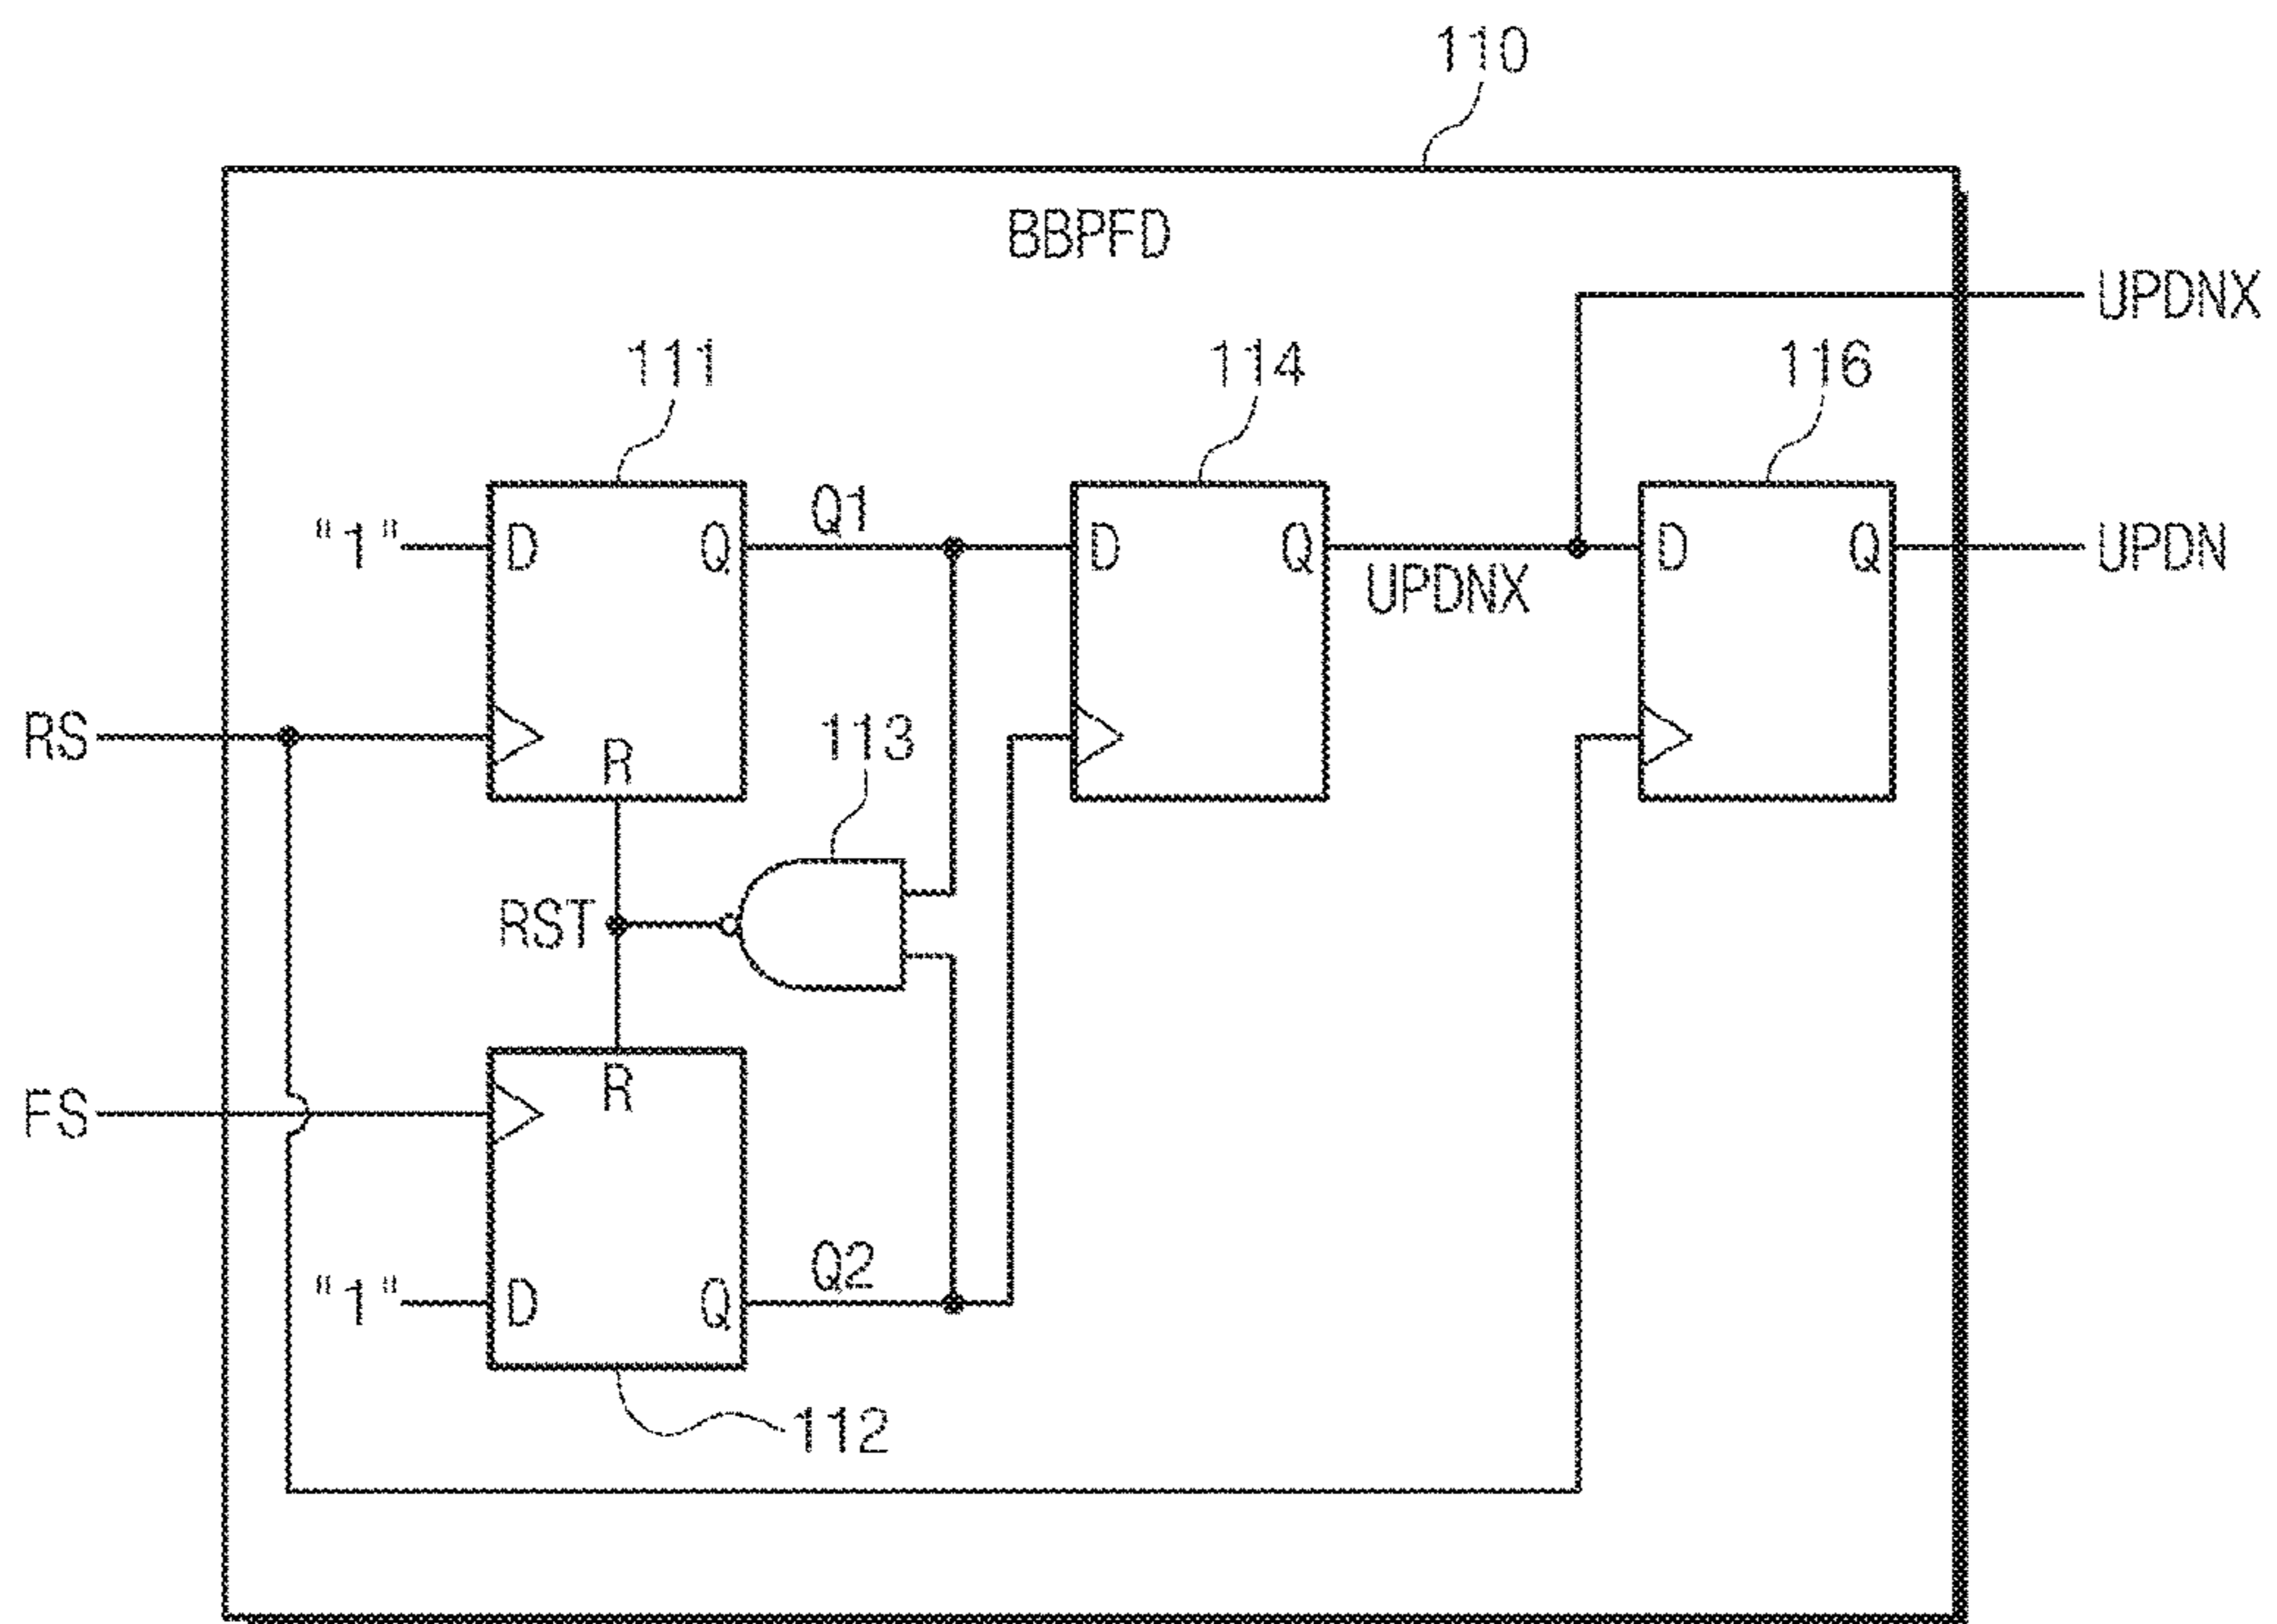 110
BBPFD
UPDNX
111
114
116
"1"
D
Q
Q1
D
Q
UPDNX
D
Q
UPDN
RS
R
113
RST
FS
R
"1"
D
Q
Q2
112